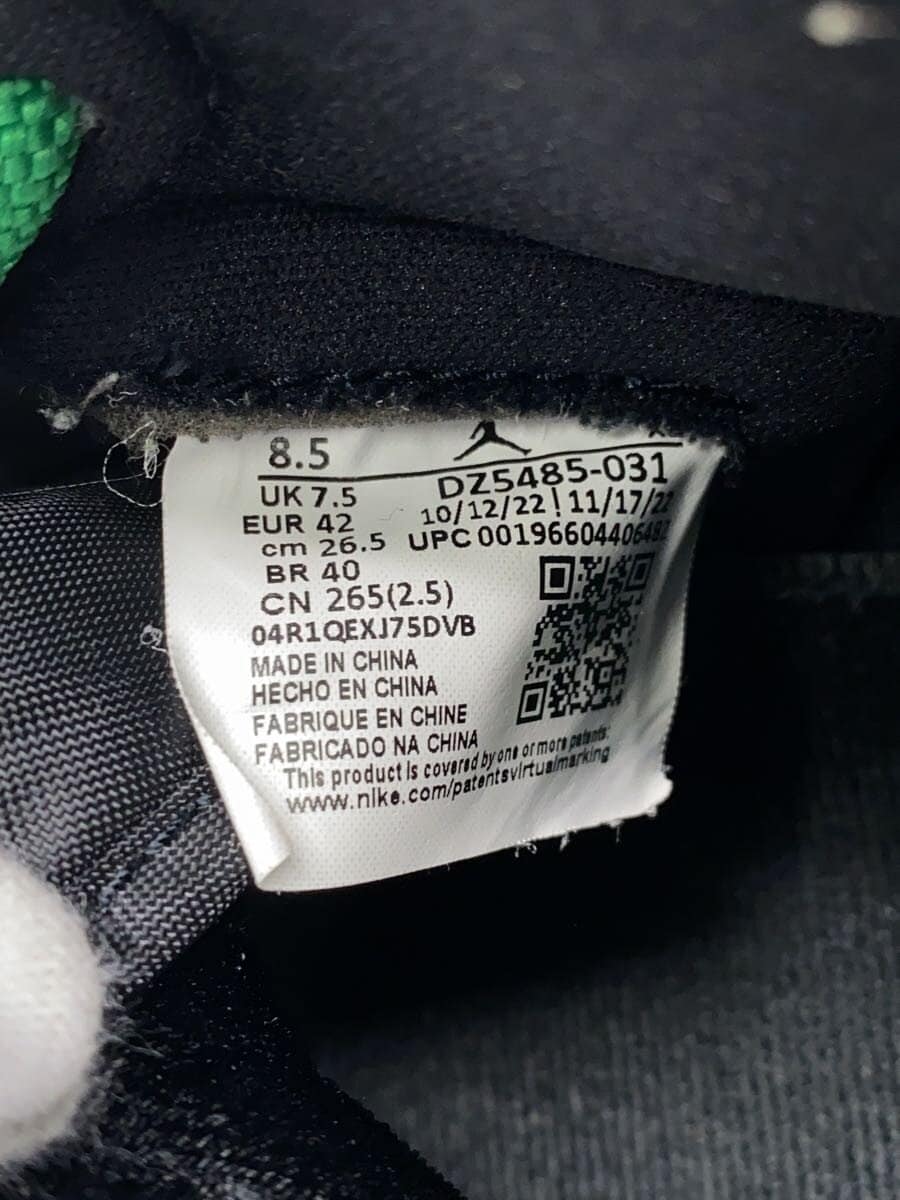 8.5
UK 7.5
EUR 42
cm 26.5
BR 40
CN 265(2.5)
DZ5485-031
10/12/22 | 11/17/22
UPC
04R1QEXJ75DVB
MADE IN CHINA
HECHO EN CHINA
FABRIQUE EN CHINE
FABRICADO NA CHINA
This product is covered by one or more patents:
www.nike.com/patentsvirtualmarking